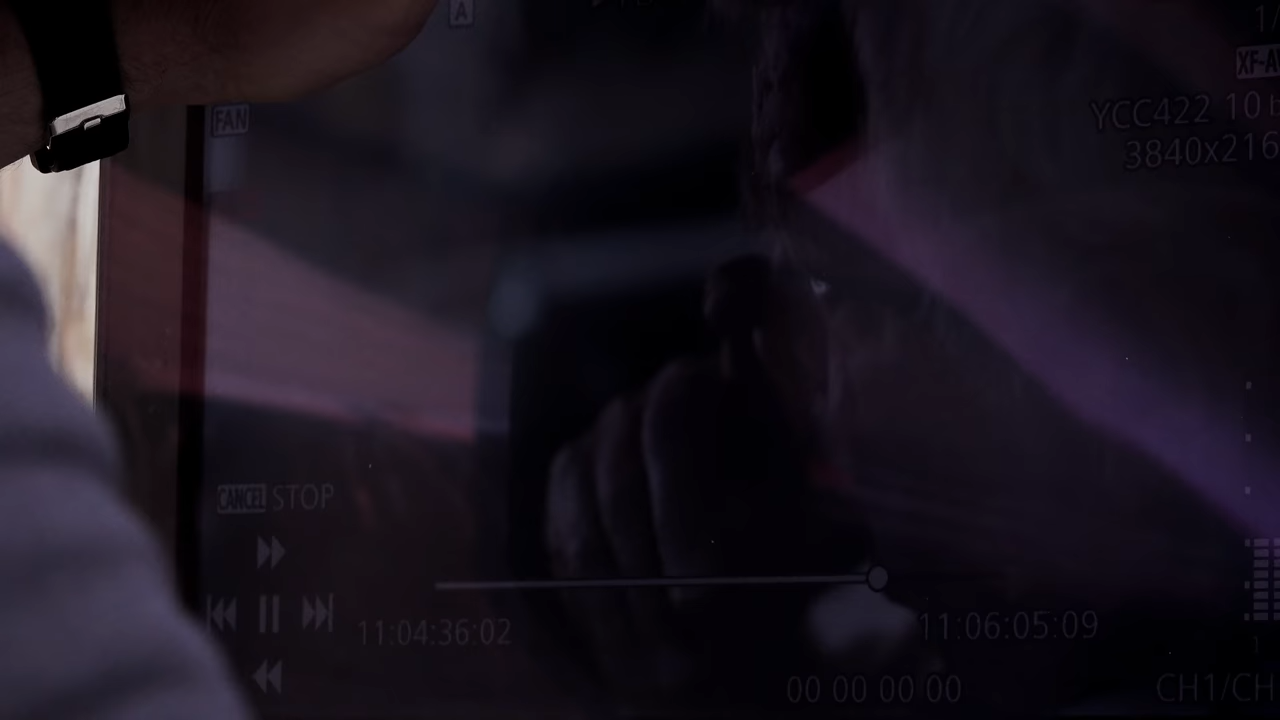 A
FAN
YCC422 10
3840x216
CANCEL STOP
11:04:36:02
11:06:05:09
00 00 00 00
CH1/CH